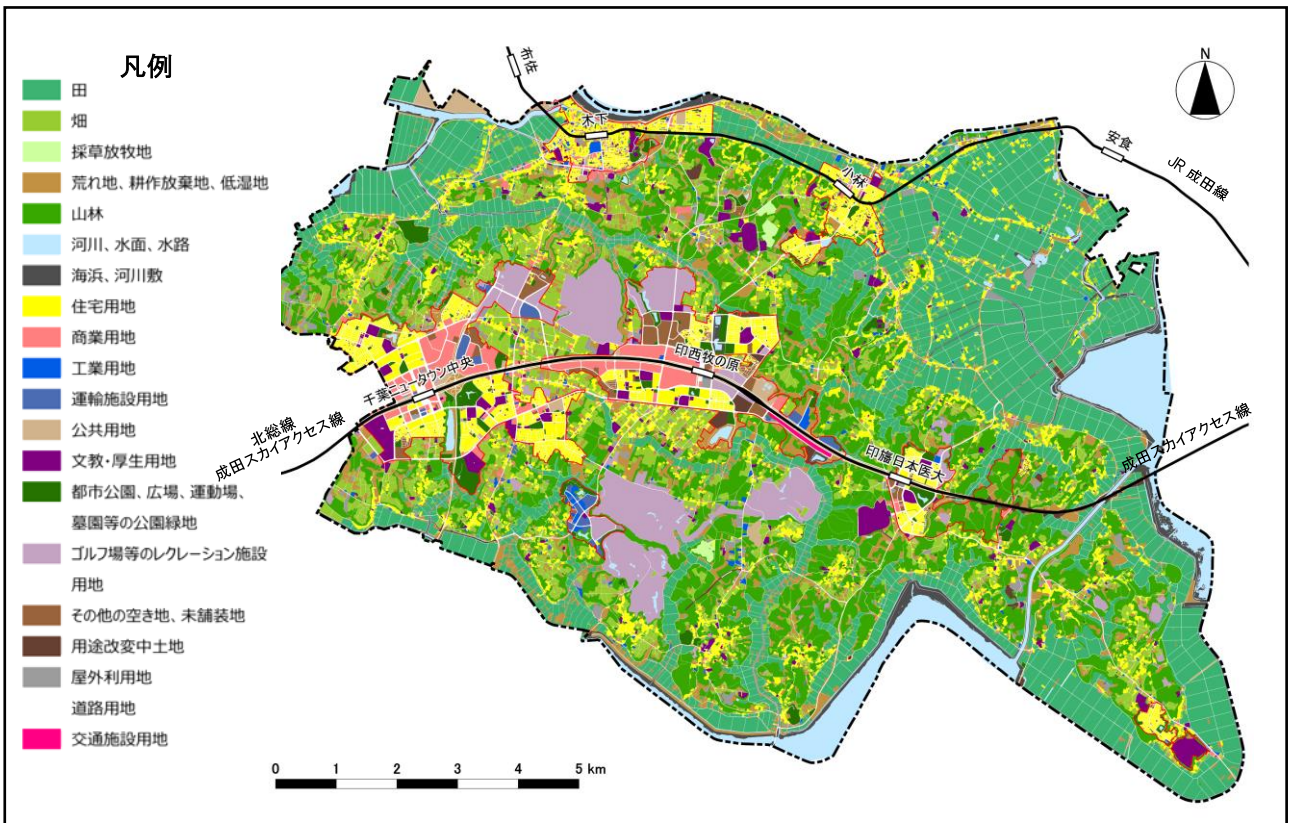 凡例
田
畑
採草放牧地
荒れ地、耕作放棄地、低湿地
山林
河川、水面、水路
海浜、河川敷
住宅用地
商業用地
工業用地
運輸施設用地
公共用地
文教・厚生用地
都市公園、広場、運動場、
墓園等の公園緑地
ゴルフ場等のレクレーション施設
用地
その他の空き地、未舗装地
用途改変中土地
屋外利用地
道路用地
交通施設用地
布佐
木下
小林
安食
JR 成田線
N
千葉ニュータウン中央
印西牧の原
印旛日本医大
北総線
成田スカイアクセス線
成田スカイアクセス線
0 1 2 3 4 5 km